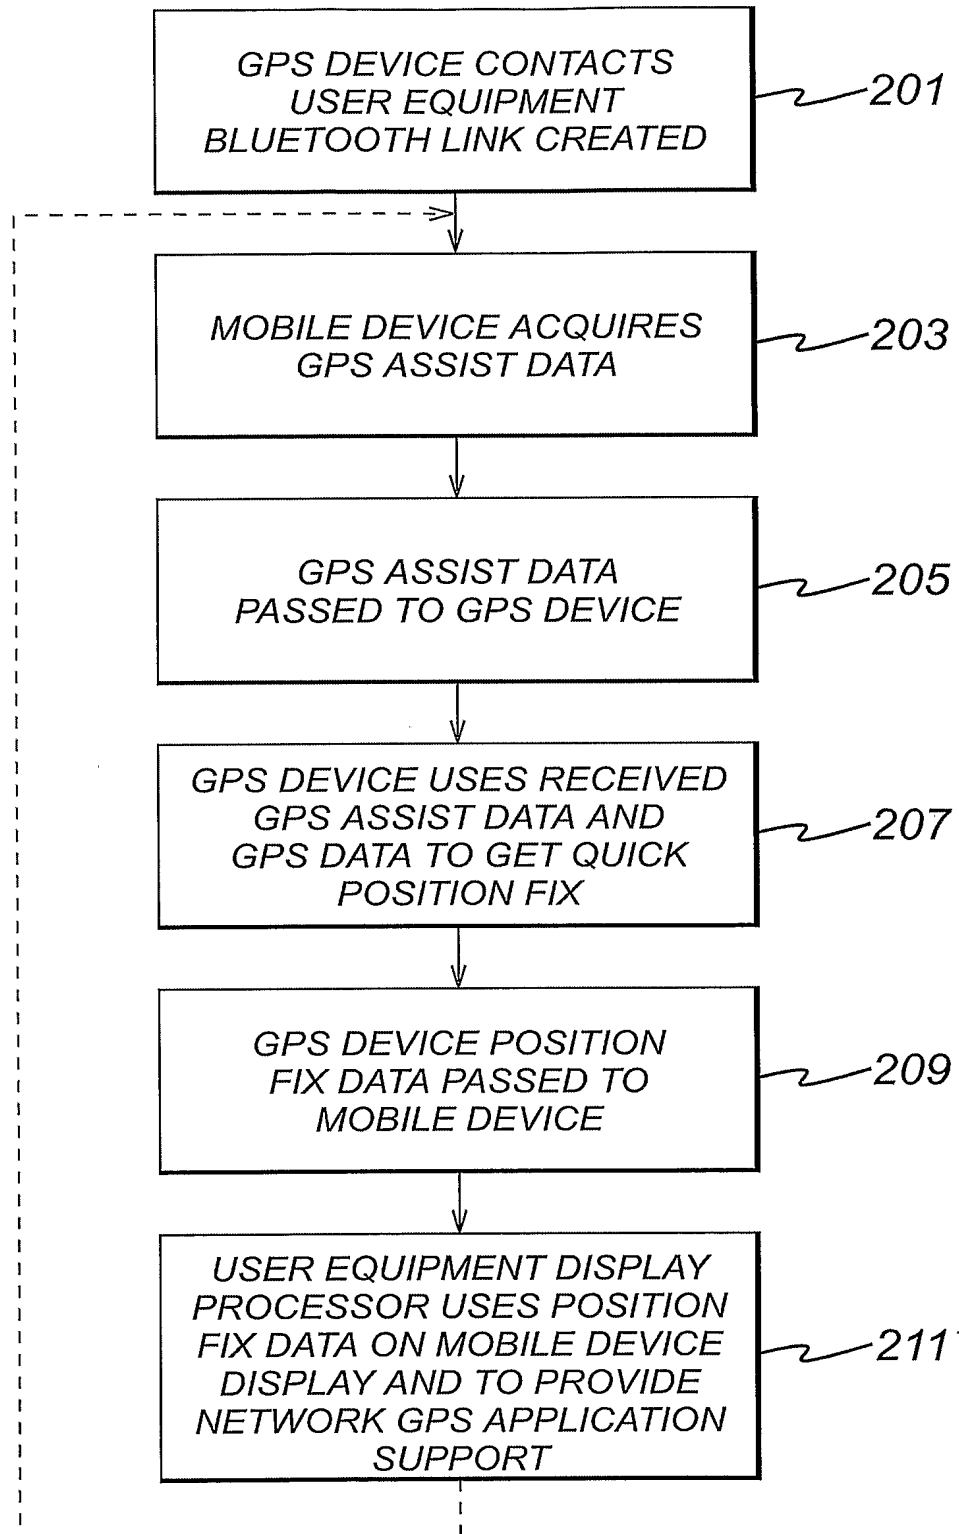 GPS DEVICE CONTACTS
USER EQUIPMENT
BLUETOOTH LINK CREATED
201
MOBILE DEVICE ACQUIRES
GPS ASSIST DATA
203
GPS ASSIST DATA
PASSED TO GPS DEVICE
205
GPS DEVICE USES RECEIVED
GPS ASSIST DATA AND
GPS DATA TO GET QUICK
POSITION FIX
207
GPS DEVICE POSITION
FIX DATA PASSED TO
MOBILE DEVICE
209
USER EQUIPMENT DISPLAY
PROCESSOR USES POSITION
FIX DATA ON MOBILE DEVICE
DISPLAY AND TO PROVIDE
NETWORK GPS APPLICATION
SUPPORT
211